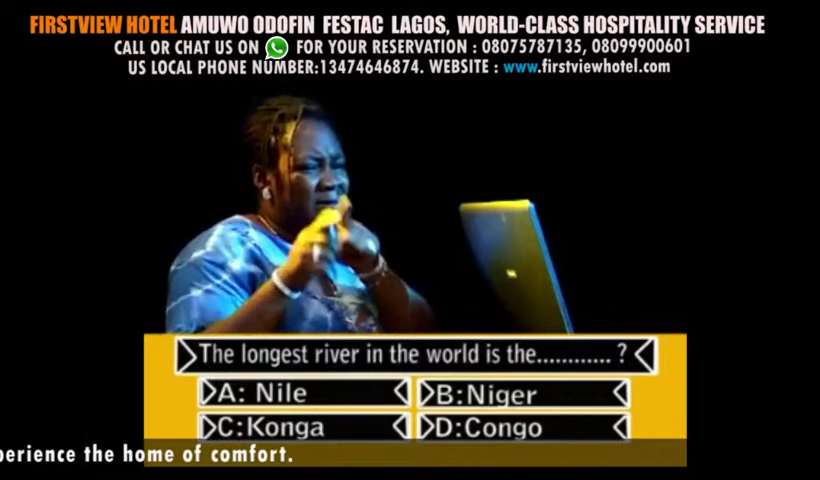 FIRSTVIEW HOTEL AMUWO ODOFIN FESTAC LAGOS, WORLD-CLASS HOSPITALITY SERVICE
CALL OR CHAT US ON FOR YOUR RESERVATION : 08075787135, 08099900601
US LOCAL PHONE NUMBER:13474646874. WEBSITE : www.firstviewhotel.com
The longest river in the world is the............ ?
A: Nile
B:Niger
C:Konga
D:Congo
perience the home of comfort.